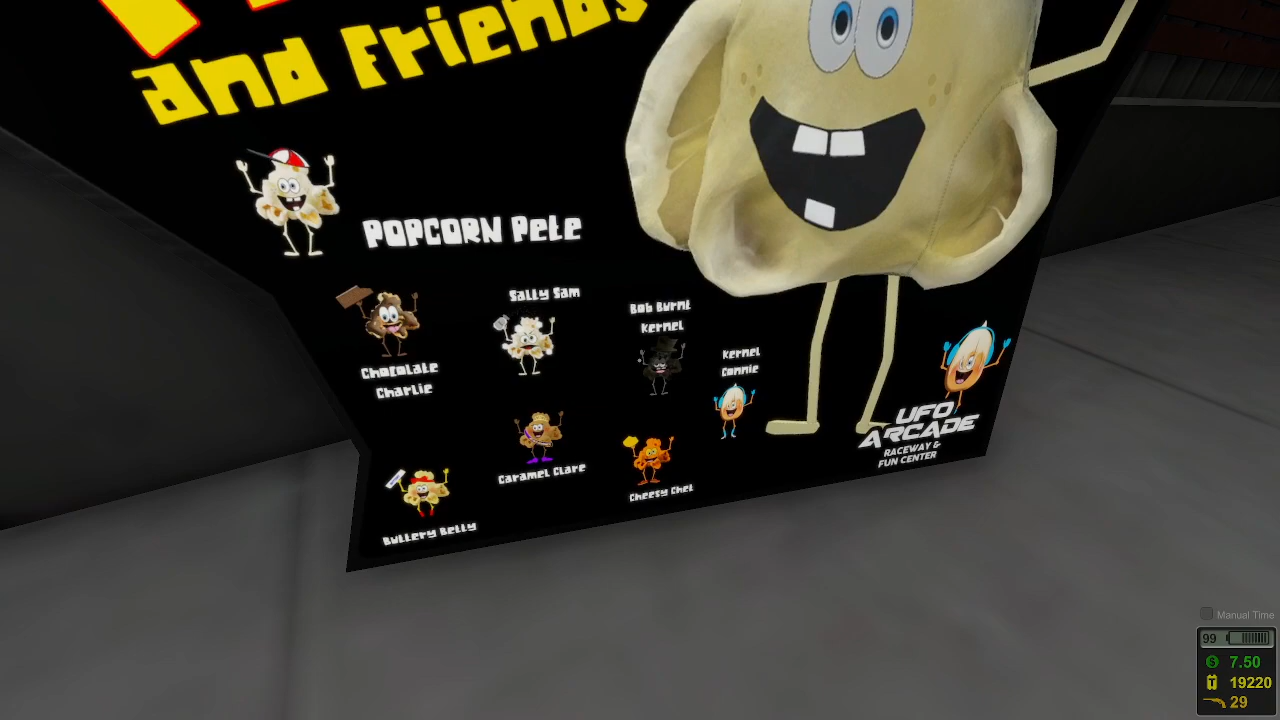 and Friends
POPCORN Pete
Sally Sam
Bob Burnt
Kernel
Kernel
Connie
Chocolate
Charlie
UFO
ARCADE
RACEWAY &
FUN CENTER
Caramel Clare
Cheesy Chet
Buttery Betty
Manual Time
99
7.50
19220
29